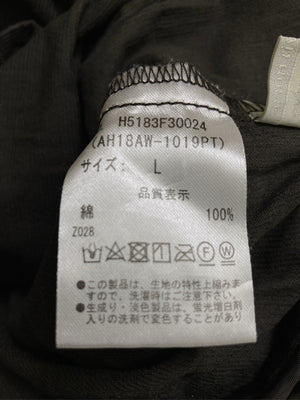 H5183F30024
(AH18AW-1019PT)
サイズ: L
品質表示
綿 100%
Z028
●この製品は、生地の特性上縮みま
すので、洗濯時はご注意下さい。
●生成り・淡色は、蛍光増白剤
入りの洗剤で変色することがあり